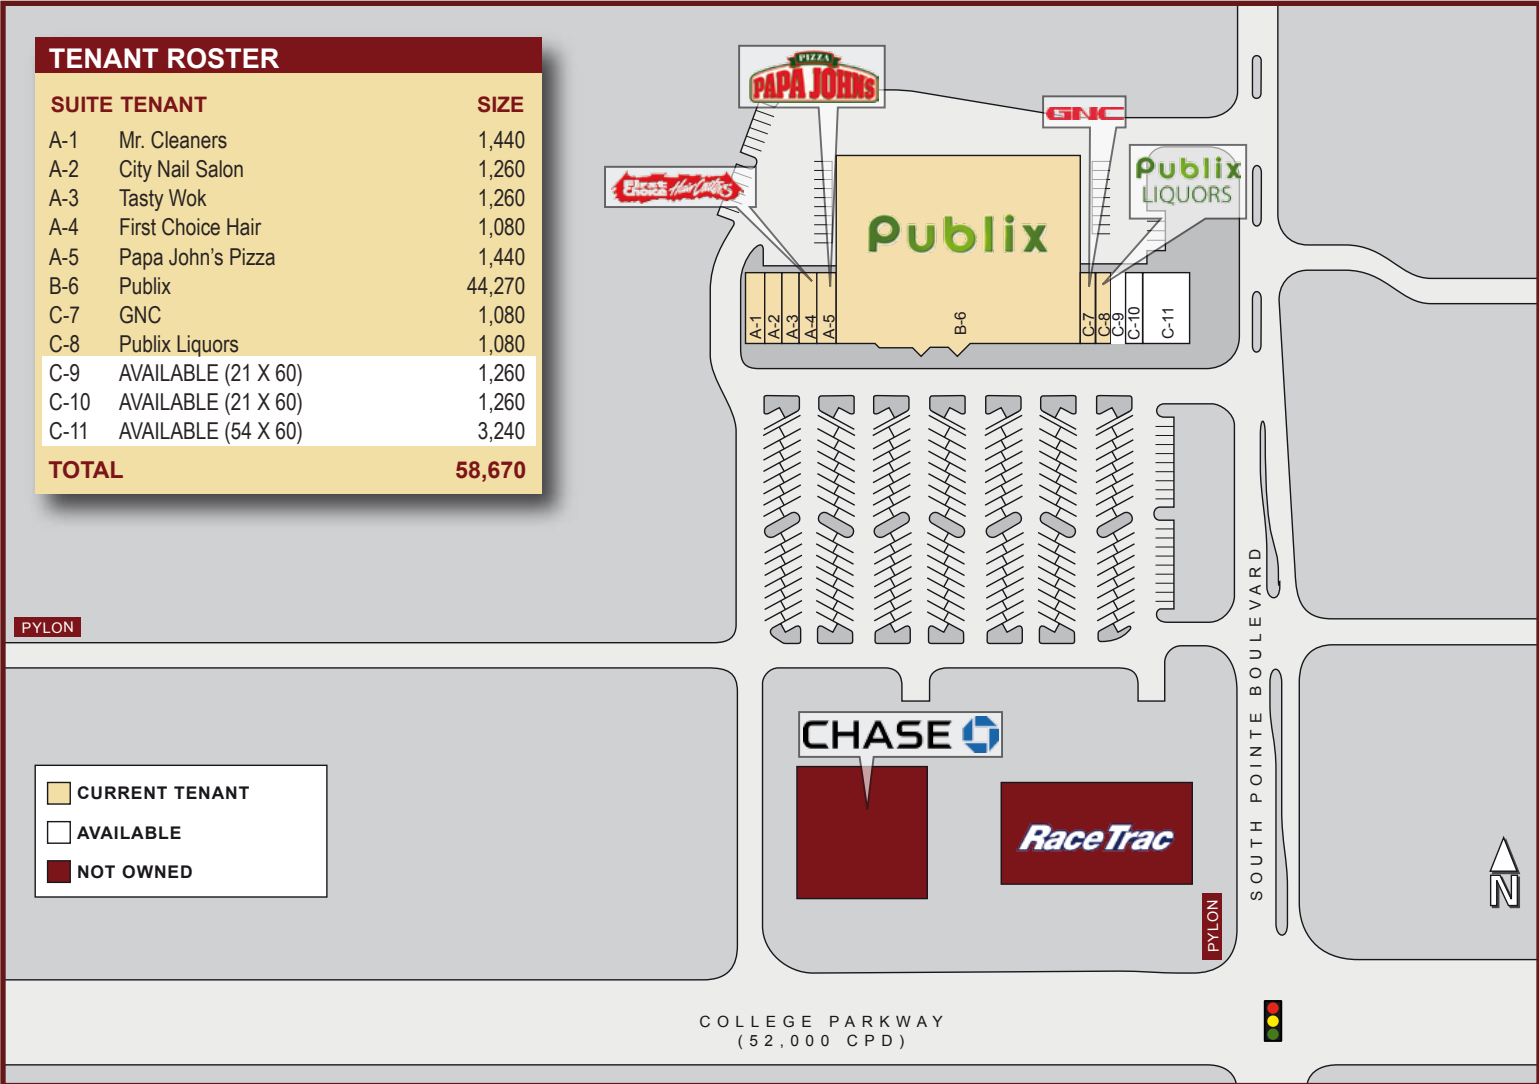 TENANT ROSTER
SUITE TENANT SIZE
A-1 Mr. Cleaners 1,440
A-2 City Nail Salon 1,260
A-3 Tasty Wok 1,260
A-4 First Choice Hair 1,080
A-5 Papa John's Pizza 1,440
B-6 Publix 44,270
C-7 GNC 1,080
C-8 Publix Liquors 1,080
C-9 AVAILABLE (21 X 60) 1,260
C-10 AVAILABLE (21 X 60) 1,260
C-11 AVAILABLE (54 X 60) 3,240
TOTAL 58,670
PIZZA
PAPA JOHNS
GNC
First Choice Hair Cutters
Publix
LIQUORS
Publix
A-1
A-2
A-3
A-4
A-5
B-6
C-7
C-8
C-9
C-10
C-11
PYLON
SOUTH POINTE BOULEVARD
CHASE
RaceTrac
CURRENT TENANT
AVAILABLE
NOT OWNED
PYLON
N
COLLEGE PARKWAY
(52,000 CPD)